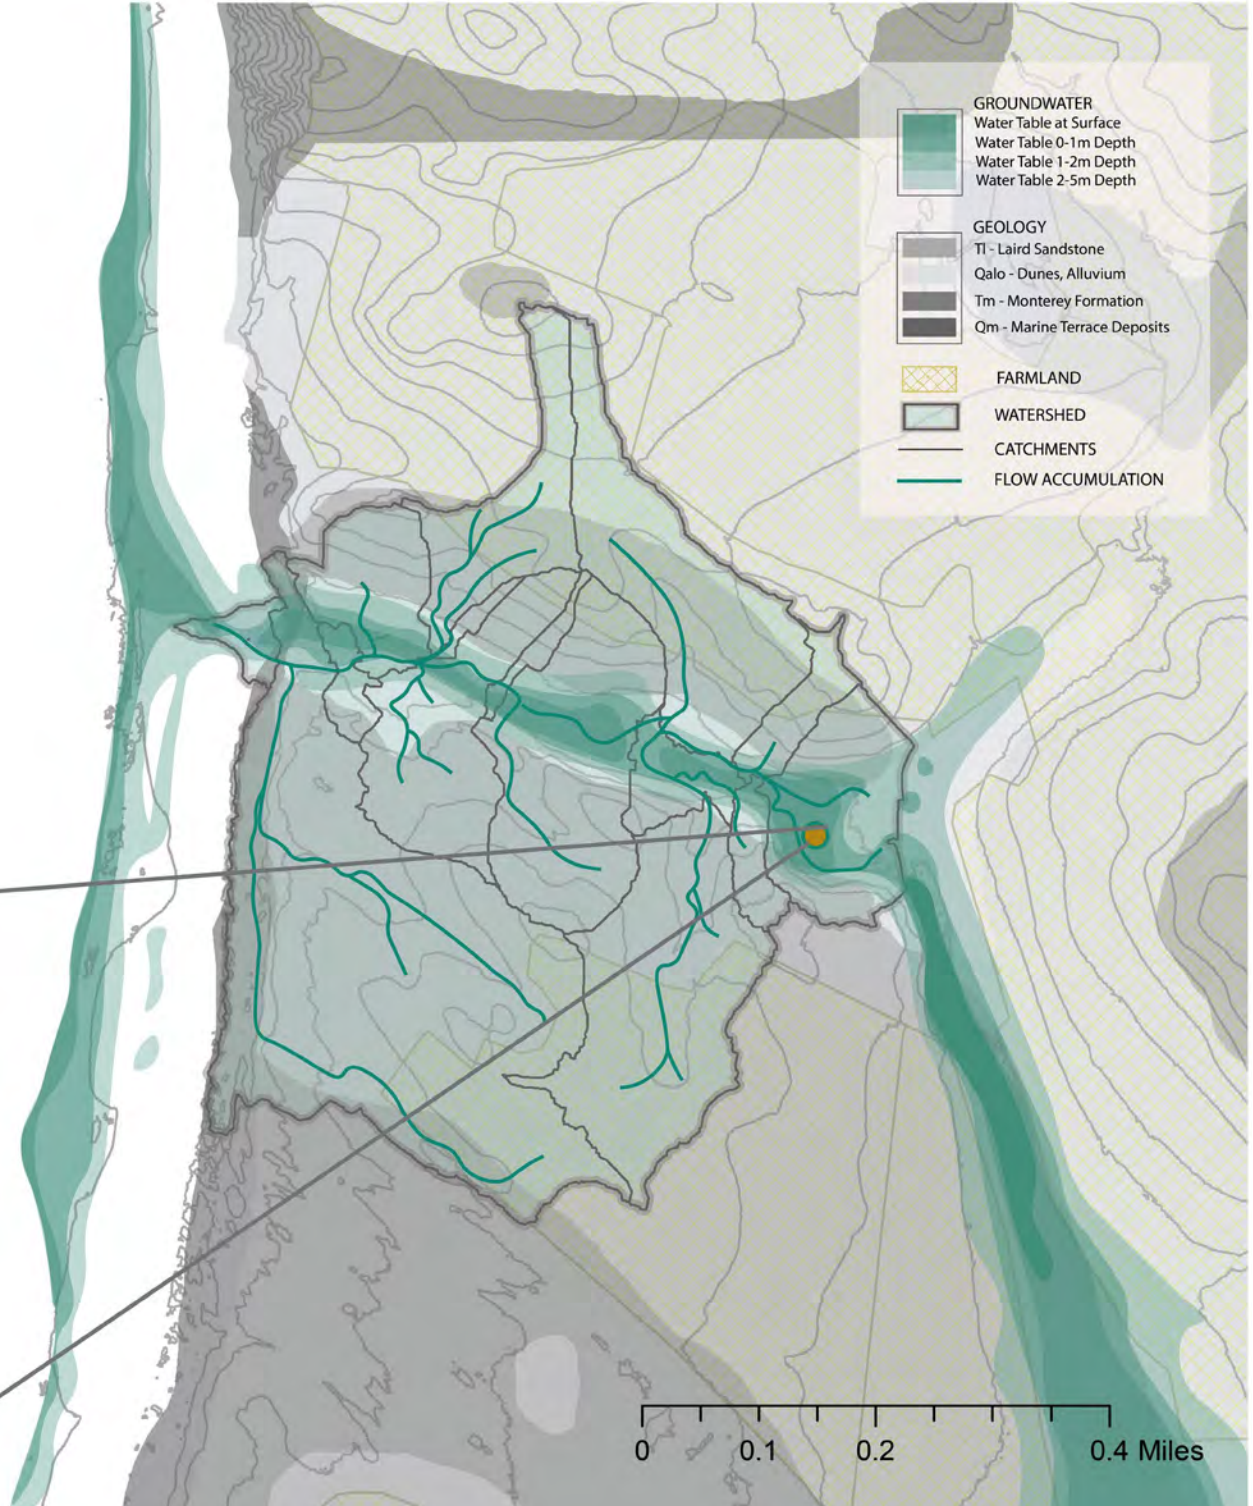 GROUNDWATER
Water Table at Surface
Water Table 0-1m Depth
Water Table 1-2m Depth
Water Table 2-5m Depth
GEOLOGY
Tl - Laird Sandstone
Qalo - Dunes, Alluvium
Tm - Monterey Formation
Qm - Marine Terrace Deposits
FARMLAND
WATERSHED
CATCHMENTS
FLOW ACCUMULATION
0 0.1 0.2 0.4 Miles